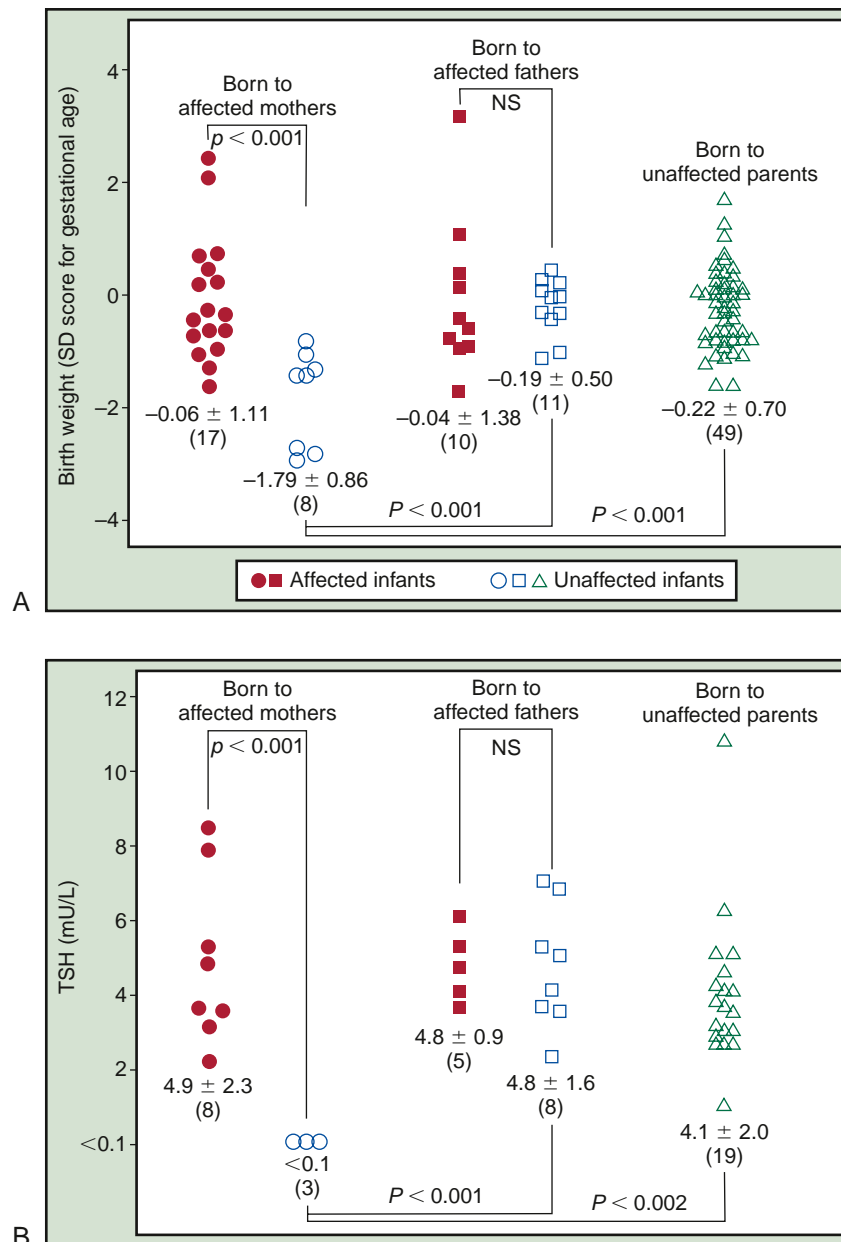 A
Birth weight (SD score for gestational age)
4
2
0
–2
–4
Born to
affected mothers
p < 0.001
Born to
affected fathers
NS
Born to
unaffected parents
–0.06 ± 1.11
(17)
–1.79 ± 0.86
(8)
–0.04 ± 1.38
(10)
–0.19 ± 0.50
(11)
–0.22 ± 0.70
(49)
P < 0.001
P < 0.001
Affected infants
Unaffected infants
B
TSH (mU/L)
12
10
8
6
4
2
<0.1
Born to
affected mothers
p < 0.001
Born to
affected fathers
NS
Born to
unaffected parents
4.9 ± 2.3
(8)
<0.1
(3)
4.8 ± 0.9
(5)
4.8 ± 1.6
(8)
4.1 ± 2.0
(19)
P < 0.001
P < 0.002